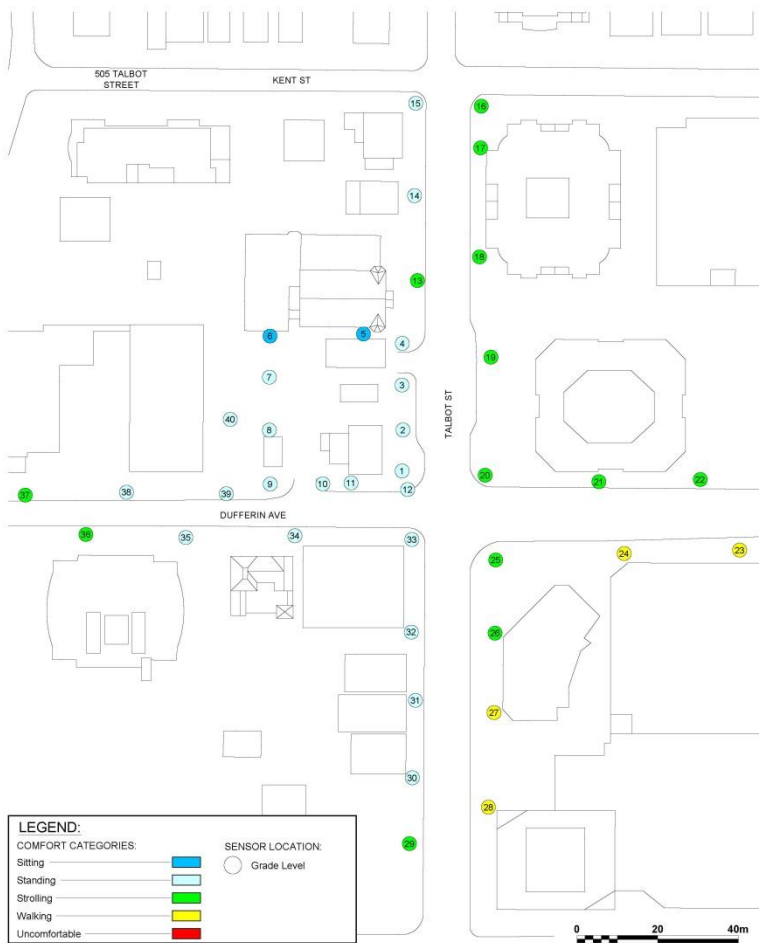 505 TALBOT
STREET
KENT ST
15
16
17
14
18
13
6
5
4
19
7
3
40
8
2
1
20
21
22
37
38
39
9
10
11
12
DUFFERIN AVE
TALBOT ST
36
35
34
33
25
24
23
32
26
31
27
30
28
29
LEGEND:
COMFORT CATEGORIES:
SENSOR LOCATION:
Sitting
Grade Level
Standing
Strolling
Walking
Uncomfortable
0 20 40m